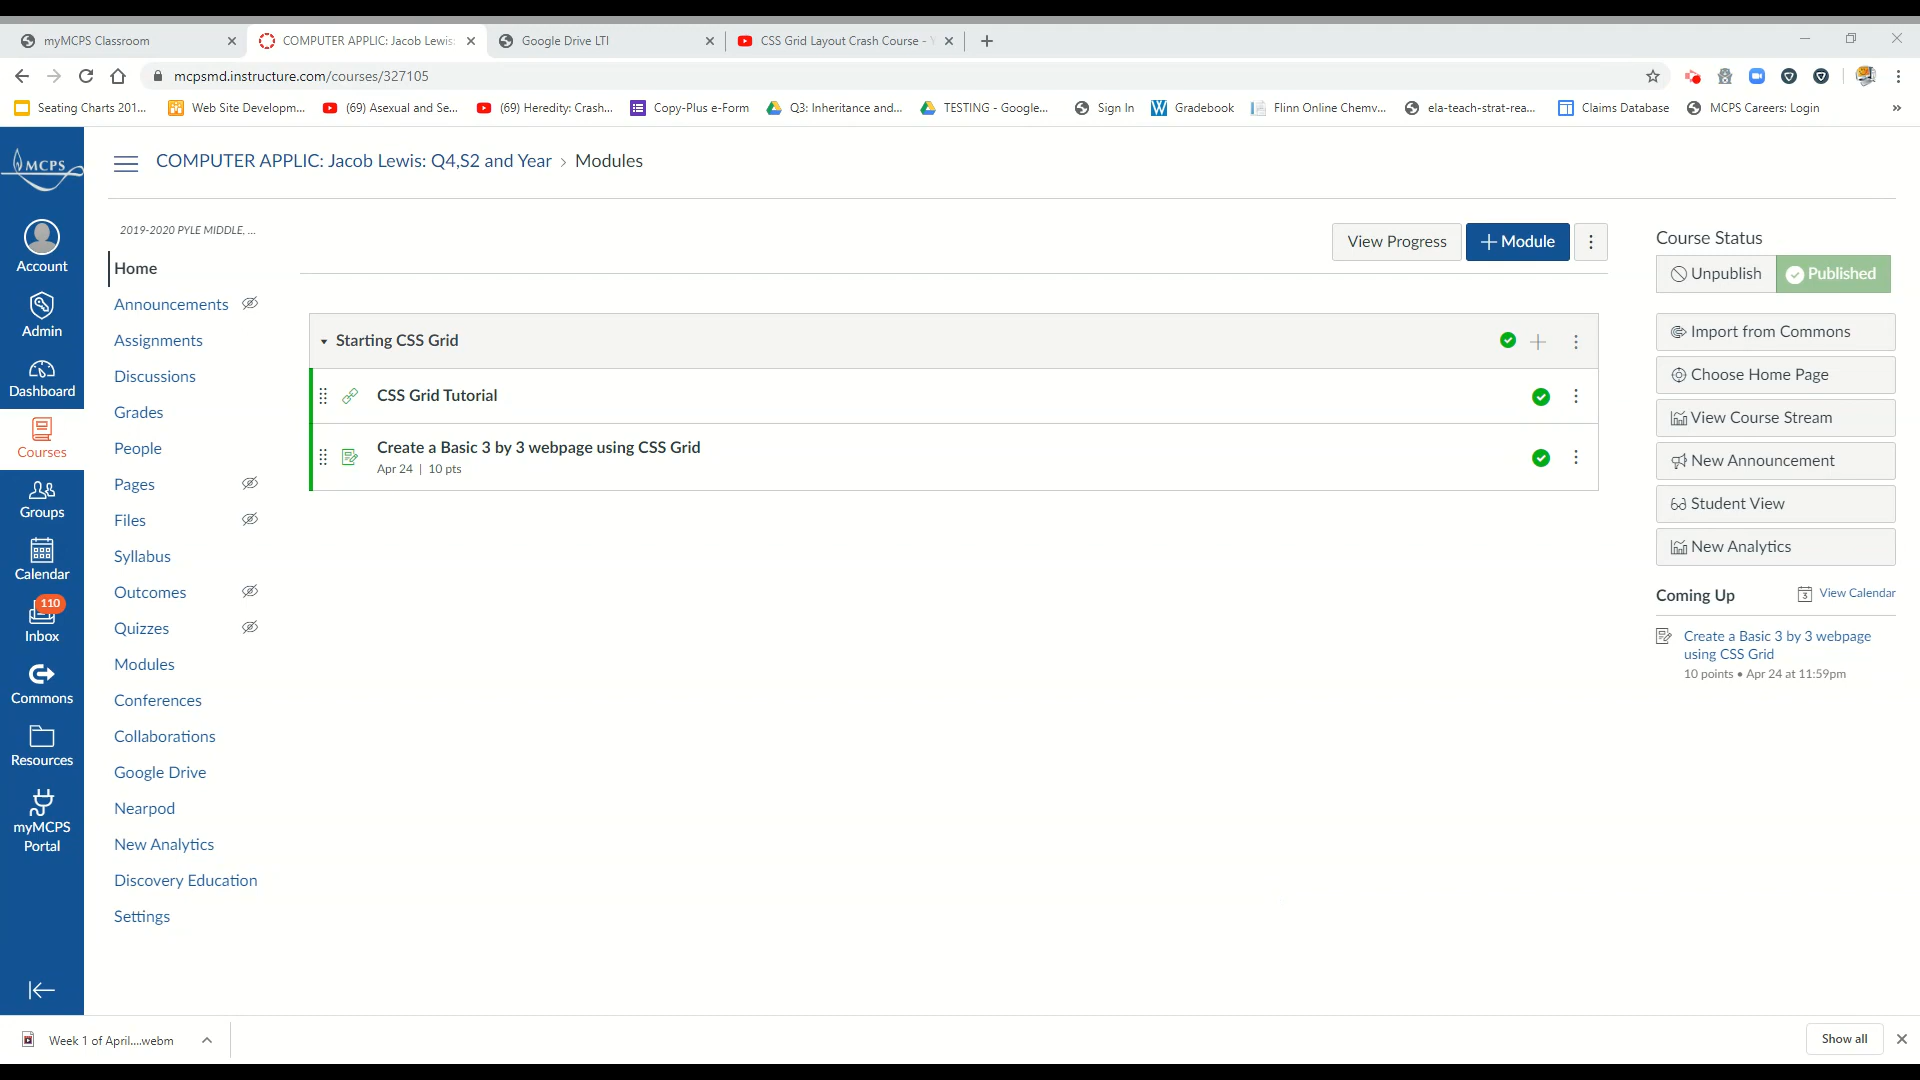 myMCPS Classroom
COMPUTER APPLIC: Jacob Lewis:
Google Drive LTI
CSS Grid Layout Crash Course - Y
mcpsmd.instructure.com/courses/327105
Seating Charts 201...
Web Site Developm...
(69) Asexual and Se...
(69) Heredity: Crash...
Copy-Plus e-Form
Q3: Inheritance and...
TESTING - Google...
Sign In
Gradebook
Flinn Online Chemv...
ela-teach-strat-rea...
Claims Database
MCPS Careers: Login
»
MCPS
COMPUTER APPLIC: Jacob Lewis: Q4,S2 and Year › Modules
Account
Admin
Dashboard
Courses
Groups
Calendar
110
Inbox
Commons
Resources
myMCPS
Portal
2019-2020 PYLE MIDDLE, ...
Home
Announcements
Assignments
Discussions
Grades
People
Pages
Files
Syllabus
Outcomes
Quizzes
Modules
Conferences
Collaborations
Google Drive
Nearpod
New Analytics
Discovery Education
Settings
View Progress
+ Module
Starting CSS Grid
CSS Grid Tutorial
Create a Basic 3 by 3 webpage using CSS Grid
Apr 24 | 10 pts
Course Status
Unpublish
Published
Import from Commons
Choose Home Page
View Course Stream
New Announcement
Student View
New Analytics
Coming Up
3
View Calendar
Create a Basic 3 by 3 webpage
using CSS Grid
10 points • Apr 24 at 11:59pm
Week 1 of April....webm
Show all